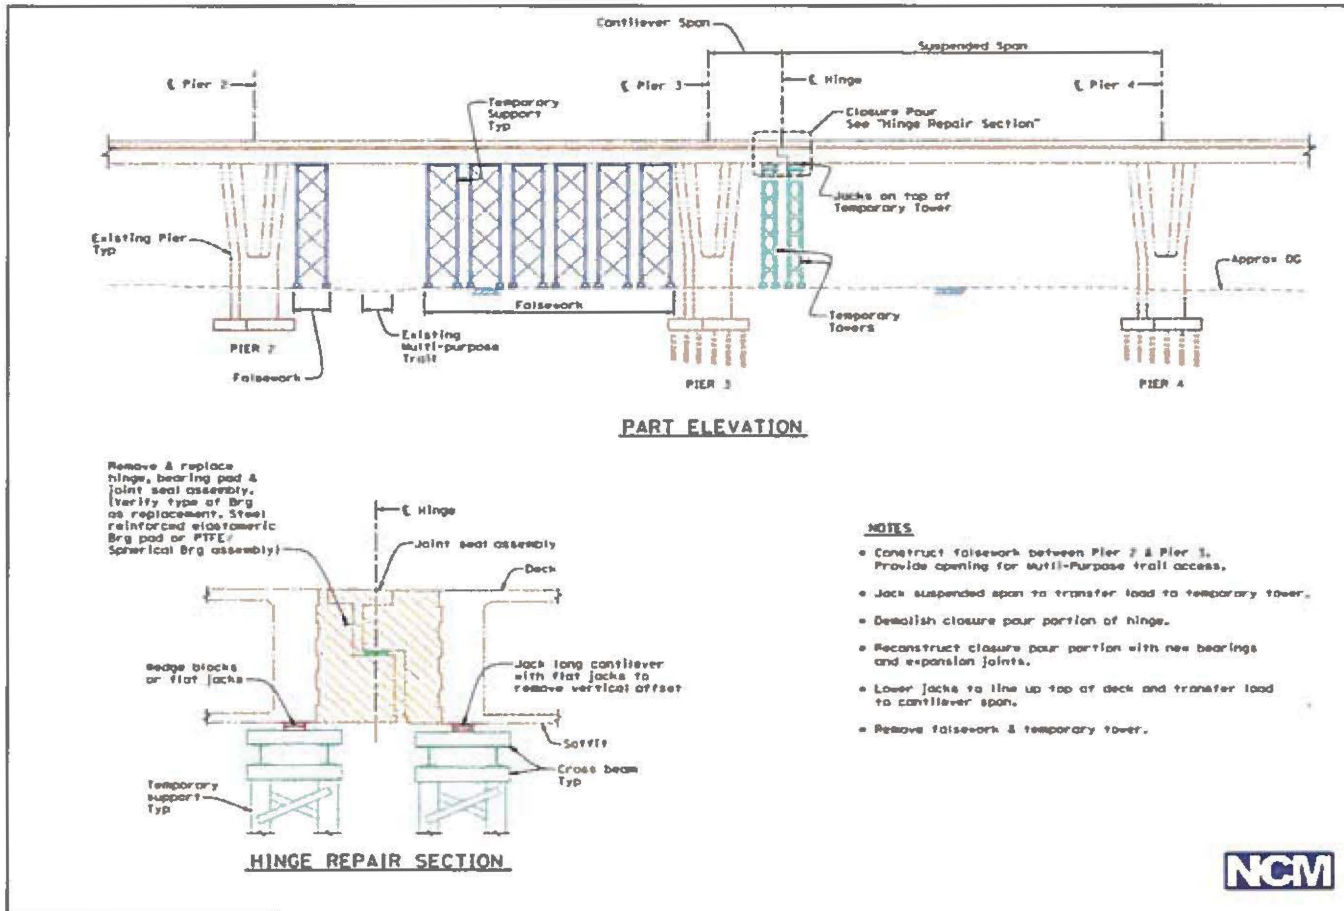 Cantilever Span
Suspended Span
℄ Pier 2
℄ Pier 3
℄ Hinge
℄ Pier 4
Temporary
Support
Typ
Closure Pour
See "Hinge Repair Section"
Jacks on top of
Temporary Tower
Existing Pier
Typ
Approx OG
Falsework
Temporary
Towers
PIER 2
Existing
Multi-purpose
Trail
Falsework
PIER 3
PIER 4
PART ELEVATION
Remove & replace
hinge, bearing pad &
joint seal assembly.
(Verify type of Brg
as replacement. Steel
reinforced elastomeric
Brg pad or PTFE/
Spherical Brg assembly)
℄ Hinge
Joint seal assembly
Deck
Wedge blocks
or flat jacks
Jack long cantilever
with flat jacks to
remove vertical offset
Soffit
Cross beam
Typ
Temporary
support
Typ
HINGE REPAIR SECTION
NOTES
• Construct falsework between Pier 2 & Pier 3.
Provide opening for Mutli-Purpose trail access.
• Jack suspended span to transfer load to temporary tower.
• Demolish closure pour portion of hinge.
• Reconstruct closure pour portion with new bearings
and expansion joints.
• Lower jacks to line up top of deck and transfer load
to cantilever span.
• Remove falsework & temporary tower.
NCM